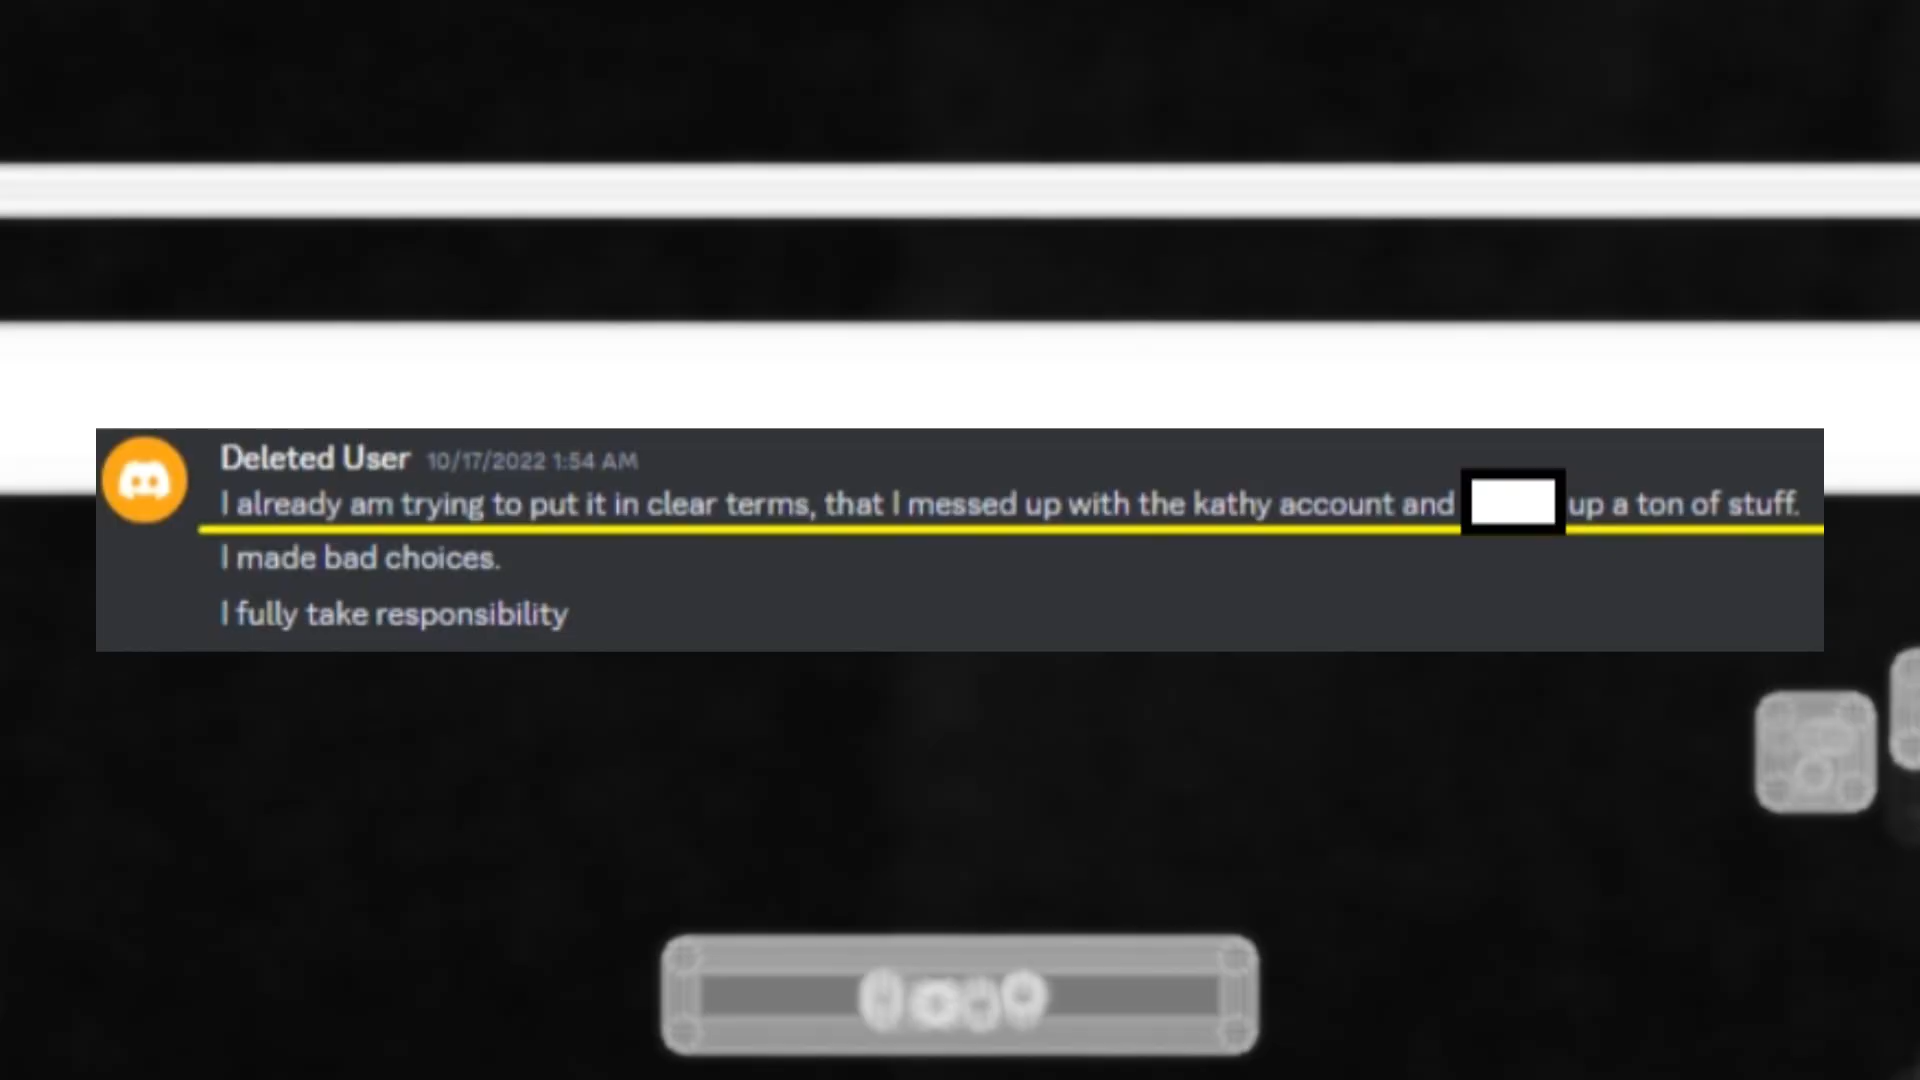 Deleted User 10/17/2022 1:54 AM
I already am trying to put it in clear terms, that I messed up with the kathy account and up a ton of stuff.
I made bad choices.
I fully take responsibility